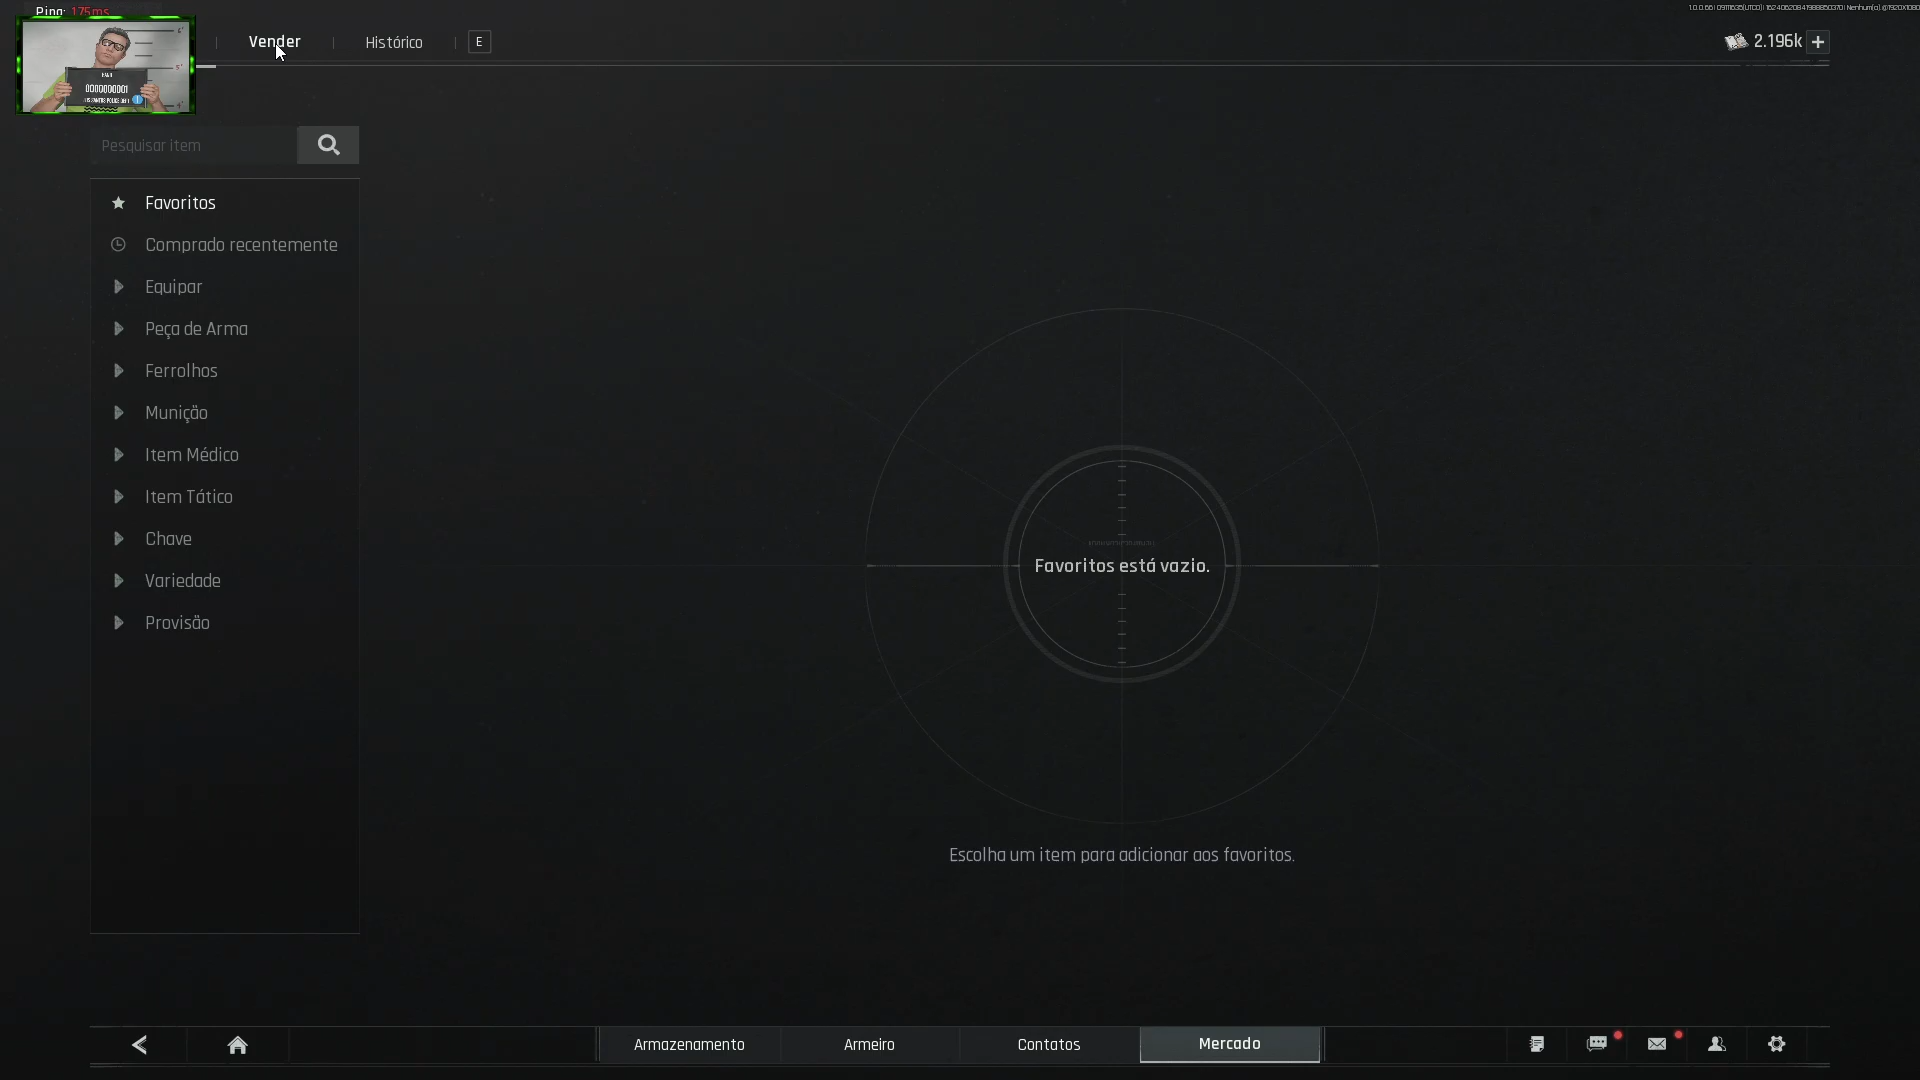 Ping: 175ms
Vender
Histórico
E
2.196k
Pesquisar item
Favoritos
Comprado recentemente
Equipar
Peça de Arma
Ferrolhos
Munição
Item Médico
Item Tático
Chave
Variedade
Provisão
Favoritos está vazio.
Escolha um item para adicionar aos favoritos.
Armazenamento
Armeiro
Contatos
Mercado